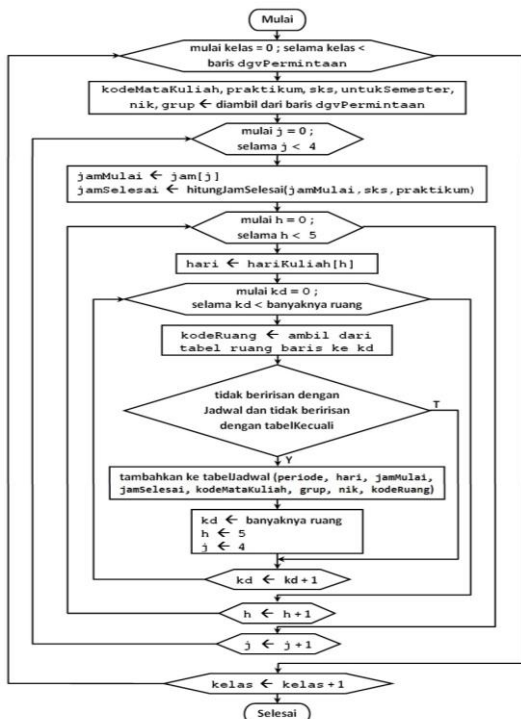 Mulai
mulai kelas = 0 ; selama kelas <
baris dgvPermintaan
kodeMataKuliah, praktikum, sks, untukSemester,
nik, grup ← diambil dari baris dgvPermintaan
mulai j = 0 ;
selama j < 4
jamMulai ← jam[j]
jamSelesai ← hitungJamSelesai(jamMulai,sks,praktikum)
mulai h = 0 ;
selama h < 5
hari ← hariKuliah[h]
mulai kd = 0 ;
selama kd < banyaknya ruang
kodeRuang ← ambil dari
tabel ruang baris ke kd
tidak beririsan dengan
Jadwal dan tidak beririsan
dengan tabelKecuali
T
Y
tambahkan ke tabelJadwal (periode, hari, jamMulai,
jamSelesai, kodeMataKuliah, grup, nik, kodeRuang)
kd ← banyaknya ruang
h ← 5
j ← 4
kd ← kd + 1
h ← h + 1
j ← j + 1
kelas ← kelas + 1
Selesai